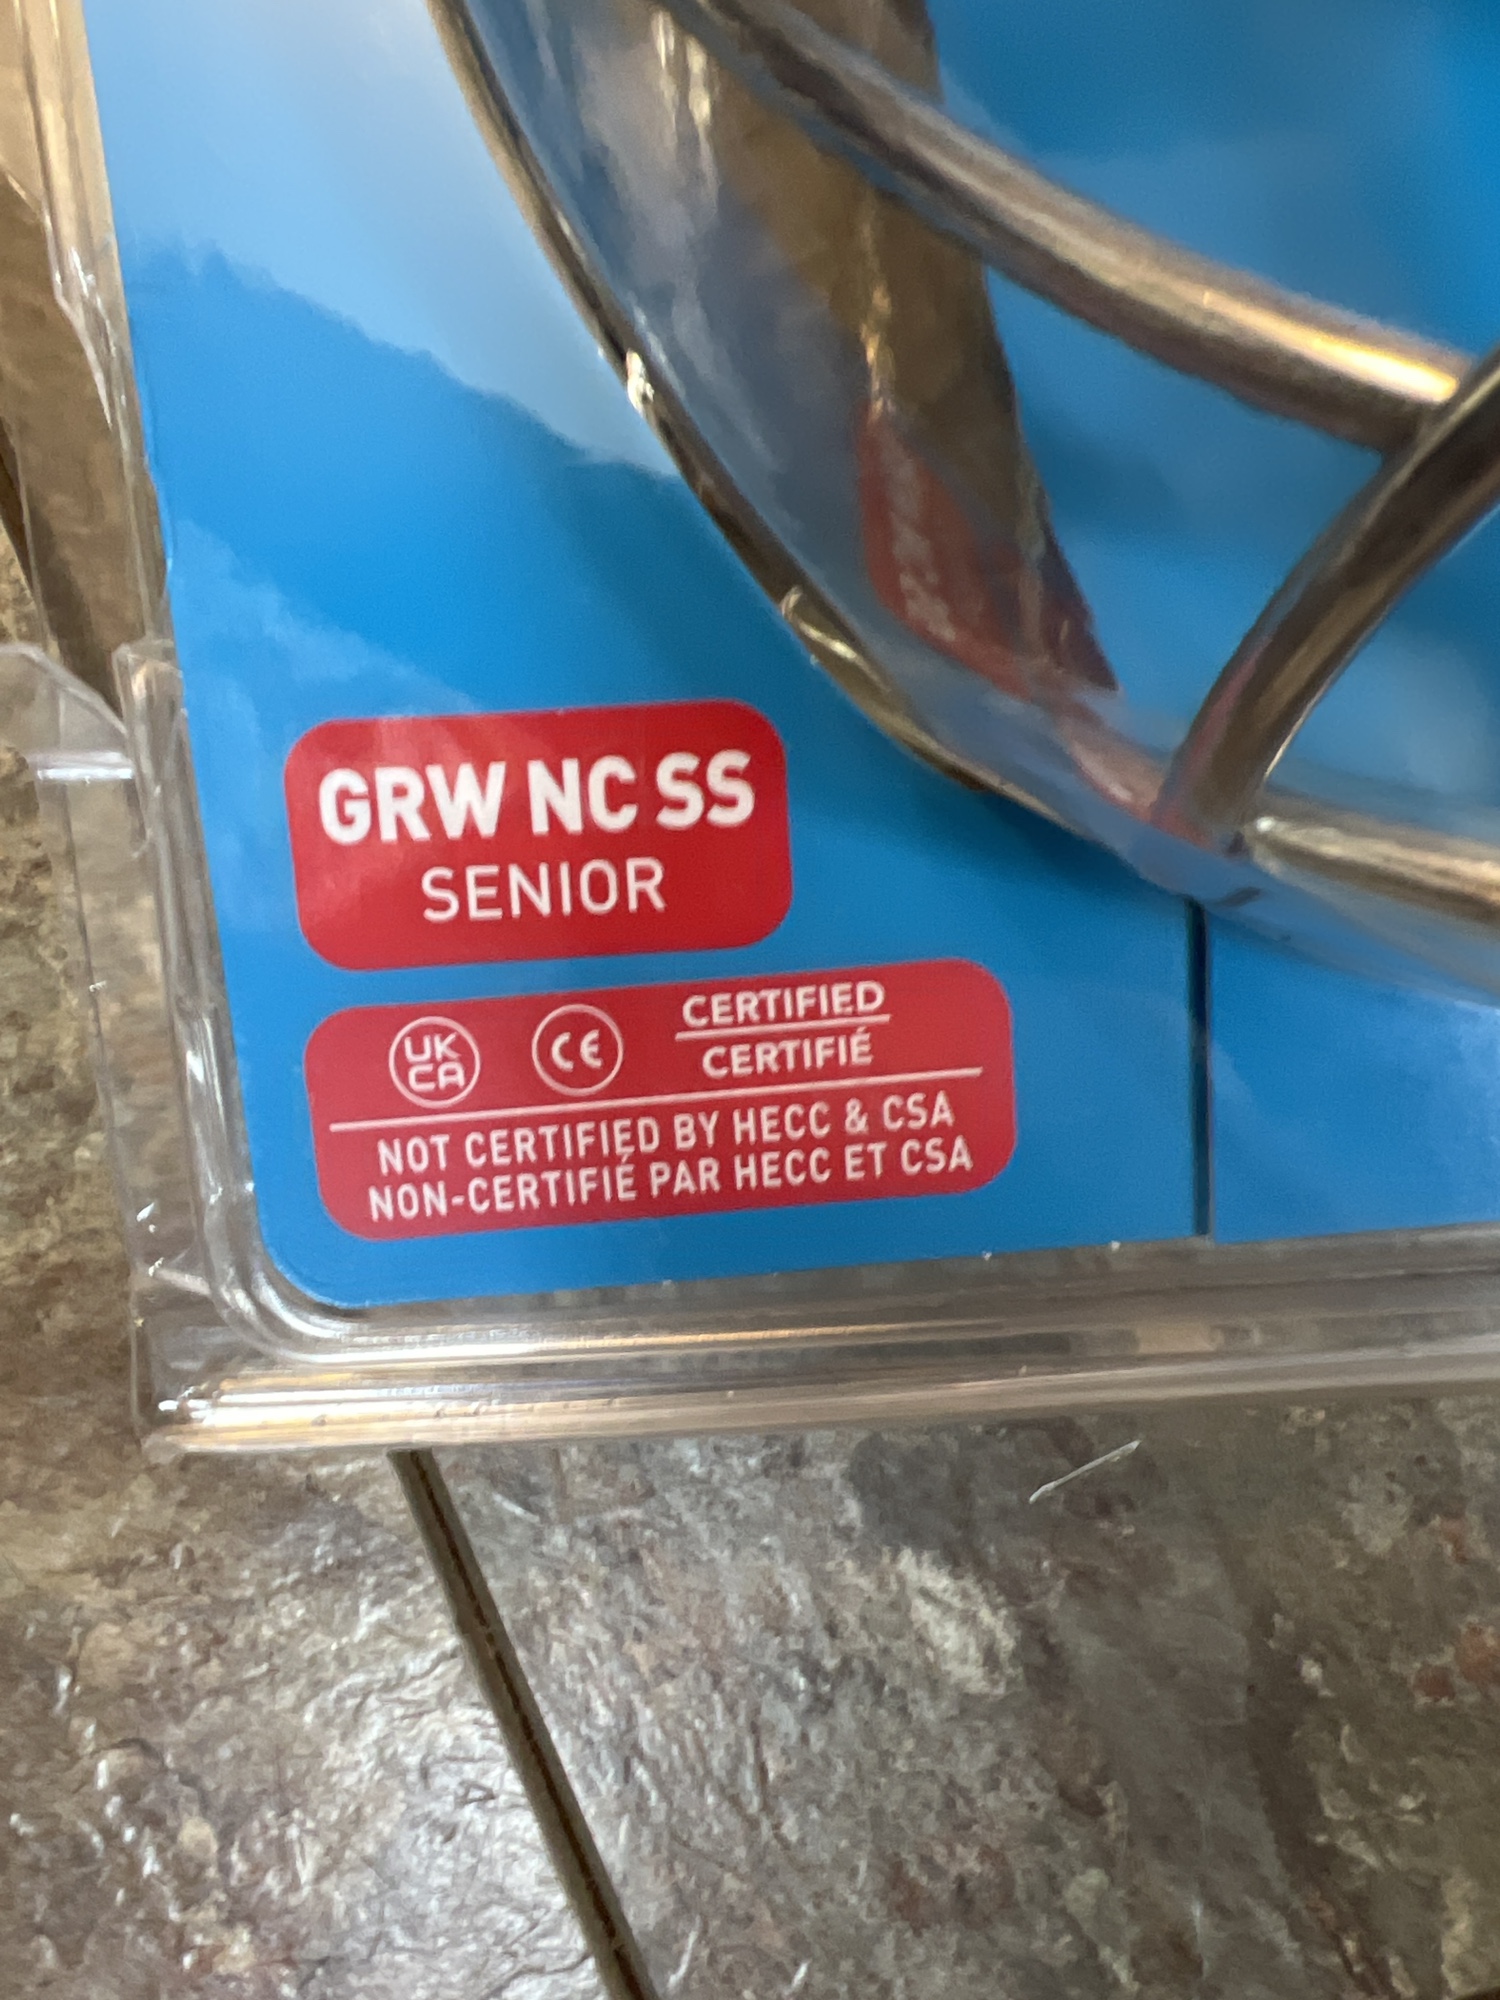 GRW NC SS
SENIOR
UK
CA
CE
CERTIFIED
CERTIFIÉ
NOT CERTIFIED BY HECC & CSA
NON-CERTIFIÉ PAR HECC ET CSA